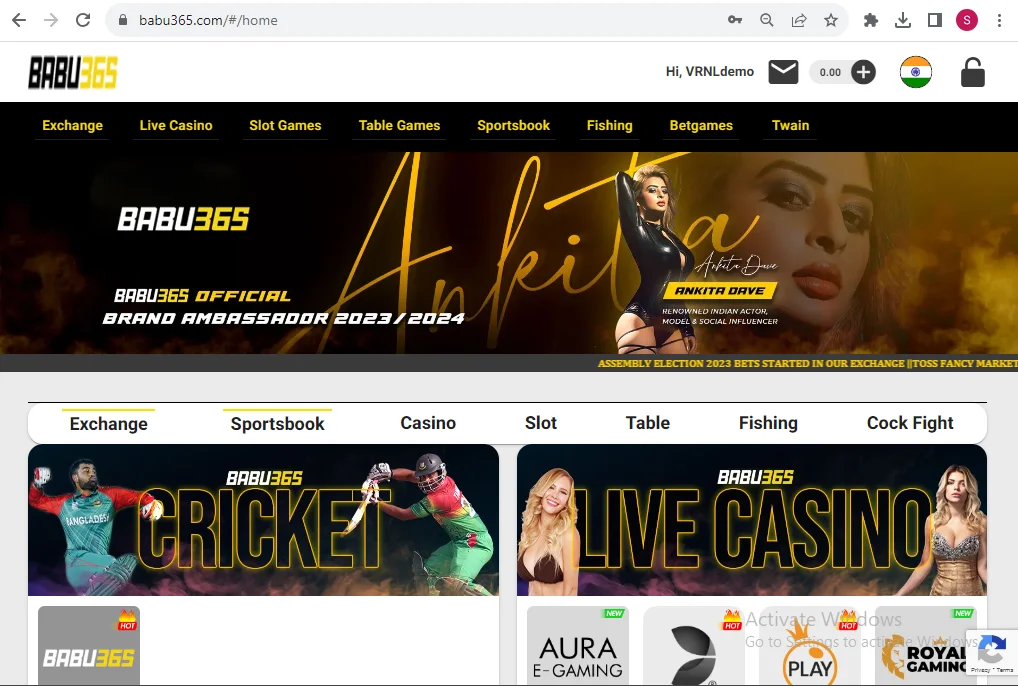 babu365.com/#/home
S
BABU365
Hi, VRNLdemo
0.00
Exchange
Live Casino
Slot Games
Table Games
Sportsbook
Fishing
Betgames
Twain
Ankita
BABU365
Ankita Dave
ANKITA DAVE
BABU365 OFFICIAL
BRAND AMBASSADOR 2023/2024
RENOWNED INDIAN ACTOR,
MODEL & SOCIAL INFLUENCER
ASSEMBLY ELECTION 2023 BETS STARTED IN OUR EXCHANGE ||TOSS FANCY MARKET
Exchange
Sportsbook
Casino
Slot
Table
Fishing
Cock Fight
BABU365
CRICKET
BANGLADESH
BABU365
LIVE CASINO
HOT
BABU365
NEW
AURA
E-GAMING
HOT
HOT
PLAY
NEW
ROYAL
GAMING
Activate Windows
Go to Settings to activate Windows.
Privacy - Terms